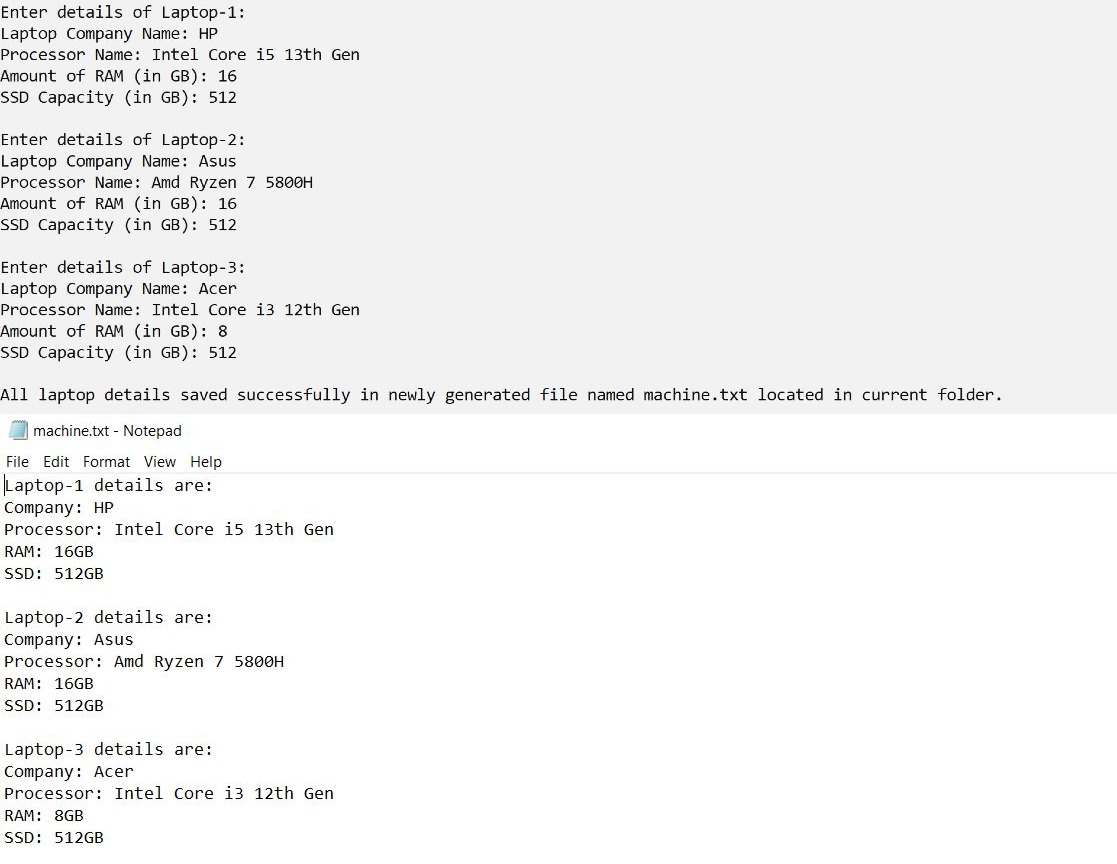 Enter details of Laptop-1:
Laptop Company Name: HP
Processor Name: Intel Core i5 13th Gen
Amount of RAM (in GB): 16
SSD Capacity (in GB): 512
Enter details of Laptop-2:
Laptop Company Name: Asus
Processor Name: Amd Ryzen 7 5800H
Amount of RAM (in GB): 16
SSD Capacity (in GB): 512
Enter details of Laptop-3:
Laptop Company Name: Acer
Processor Name: Intel Core i3 12th Gen
Amount of RAM (in GB): 8
SSD Capacity (in GB): 512
All laptop details saved successfully in newly generated file named machine.txt located in current folder.
machine.txt - Notepad
File Edit Format View Help
Laptop-1 details are:
Company: HP
Processor: Intel Core i5 13th Gen
RAM: 16GB
SSD: 512GB
Laptop-2 details are:
Company: Asus
Processor: Amd Ryzen 7 5800H
RAM: 16GB
SSD: 512GB
Laptop-3 details are:
Company: Acer
Processor: Intel Core i3 12th Gen
RAM: 8GB
SSD: 512GB